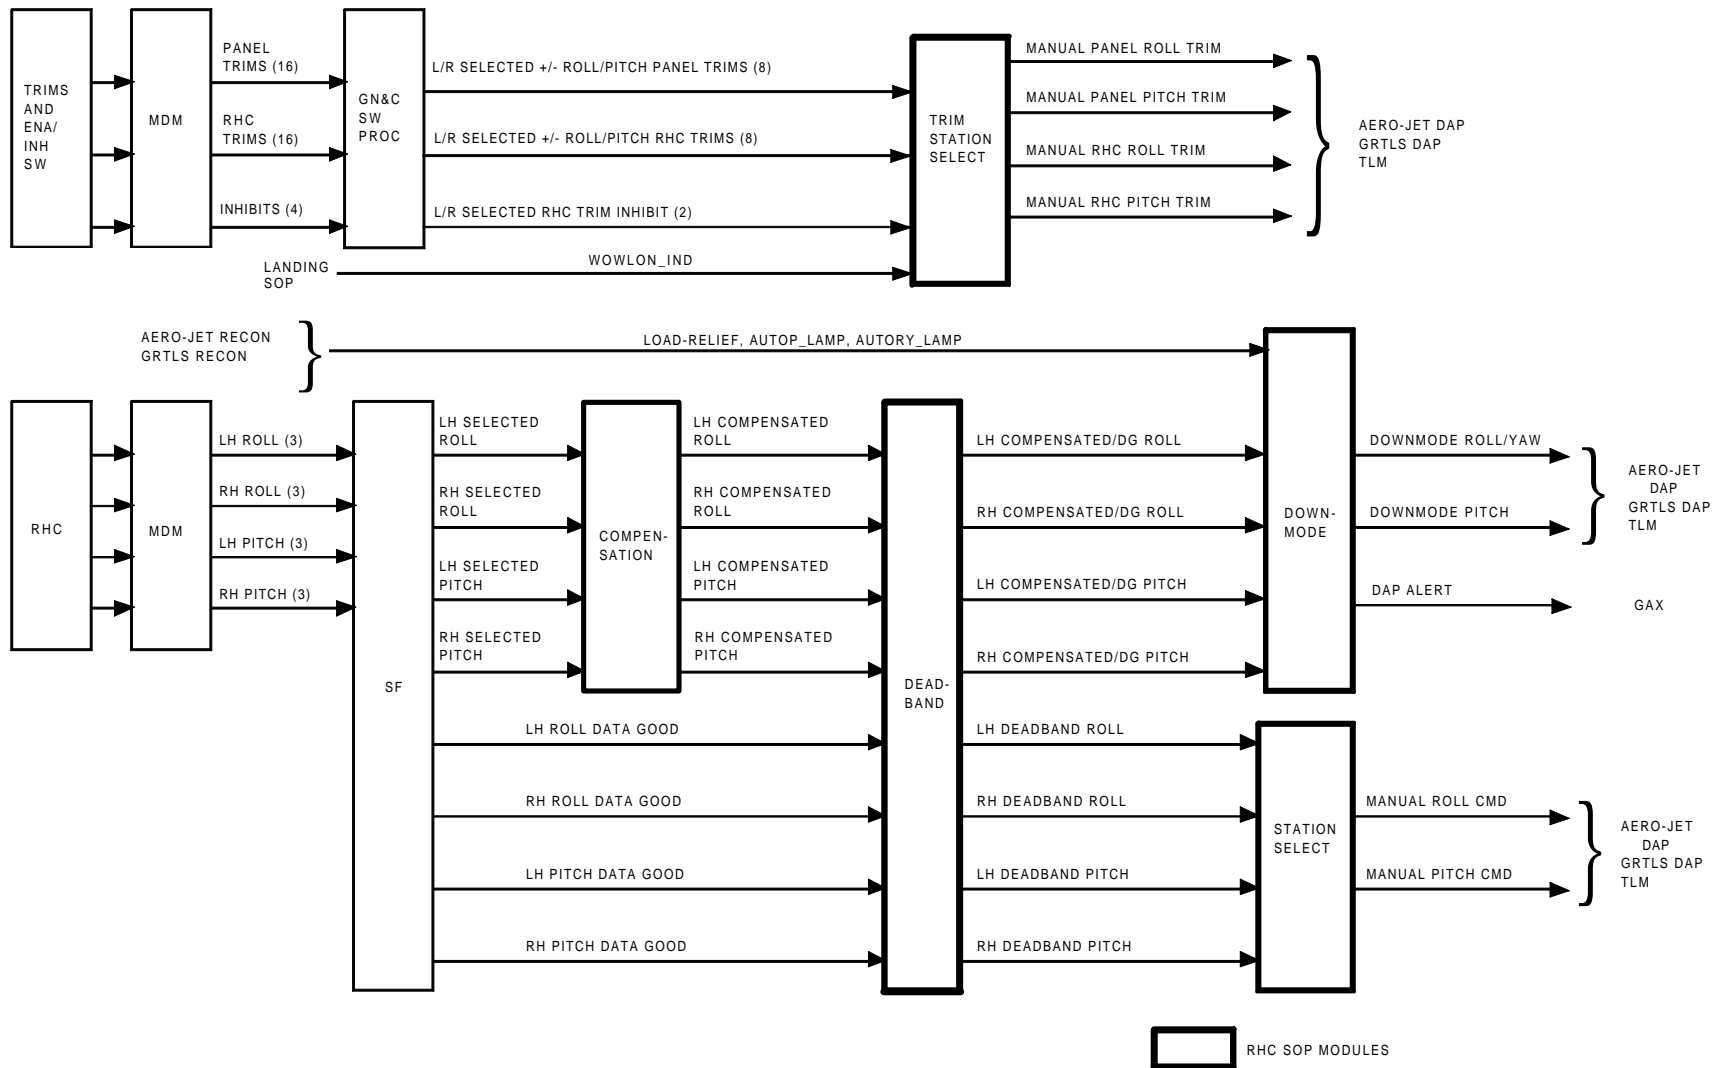 TRIMS
AND
ENA/
INH
SW
MDM
PANEL
TRIMS (16)
RHC
TRIMS (16)
INHIBITS (4)
GN&C
SW
PROC
L/R SELECTED +/- ROLL/PITCH PANEL TRIMS (8)
L/R SELECTED +/- ROLL/PITCH RHC TRIMS (8)
L/R SELECTED RHC TRIM INHIBIT (2)
LANDING
SOP
WOWLON_IND
TRIM
STATION
SELECT
MANUAL PANEL ROLL TRIM
MANUAL PANEL PITCH TRIM
MANUAL RHC ROLL TRIM
MANUAL RHC PITCH TRIM
AERO-JET DAP
GRTLS DAP
TLM
AERO-JET RECON
GRTLS RECON
LOAD-RELIEF, AUTOP_LAMP, AUTORY_LAMP
RHC
MDM
LH ROLL (3)
RH ROLL (3)
LH PITCH (3)
RH PITCH (3)
SF
LH SELECTED
ROLL
RH SELECTED
ROLL
LH SELECTED
PITCH
RH SELECTED
PITCH
LH ROLL DATA GOOD
RH ROLL DATA GOOD
LH PITCH DATA GOOD
RH PITCH DATA GOOD
COMPEN-
SATION
LH COMPENSATED
ROLL
RH COMPENSATED
ROLL
LH COMPENSATED
PITCH
RH COMPENSATED
PITCH
DEAD-
BAND
LH COMPENSATED/DG ROLL
RH COMPENSATED/DG ROLL
LH COMPENSATED/DG PITCH
RH COMPENSATED/DG PITCH
LH DEADBAND ROLL
RH DEADBAND ROLL
LH DEADBAND PITCH
RH DEADBAND PITCH
DOWN-
MODE
DOWNMODE ROLL/YAW
DOWNMODE PITCH
DAP ALERT
AERO-JET
DAP
GRTLS DAP
TLM
GAX
STATION
SELECT
MANUAL ROLL CMD
MANUAL PITCH CMD
AERO-JET
DAP
GRTLS DAP
TLM
RHC SOP MODULES